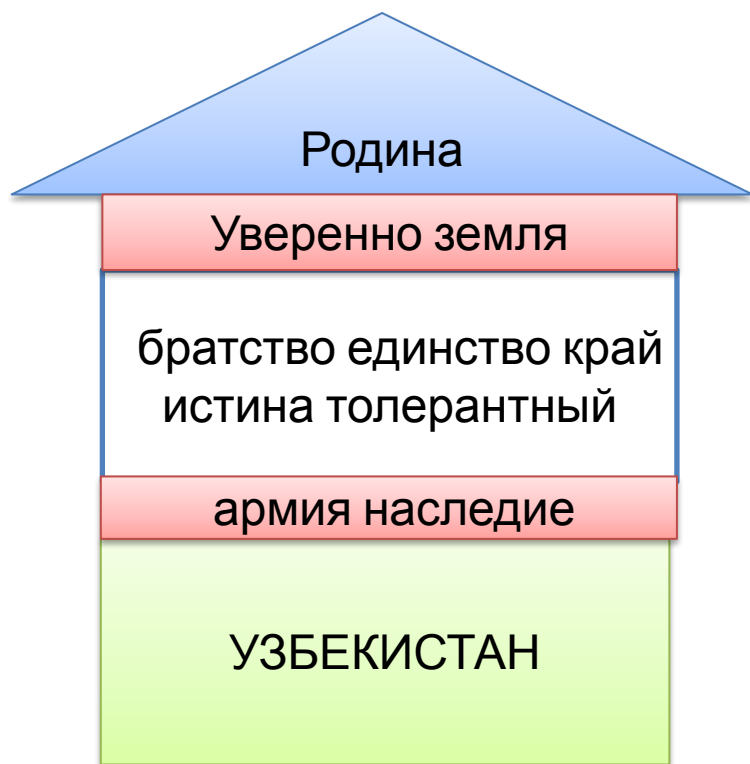 Родина
Уверенно земля
братство единство край
истина толерантный
армия наследие
УЗБЕКИСТАН